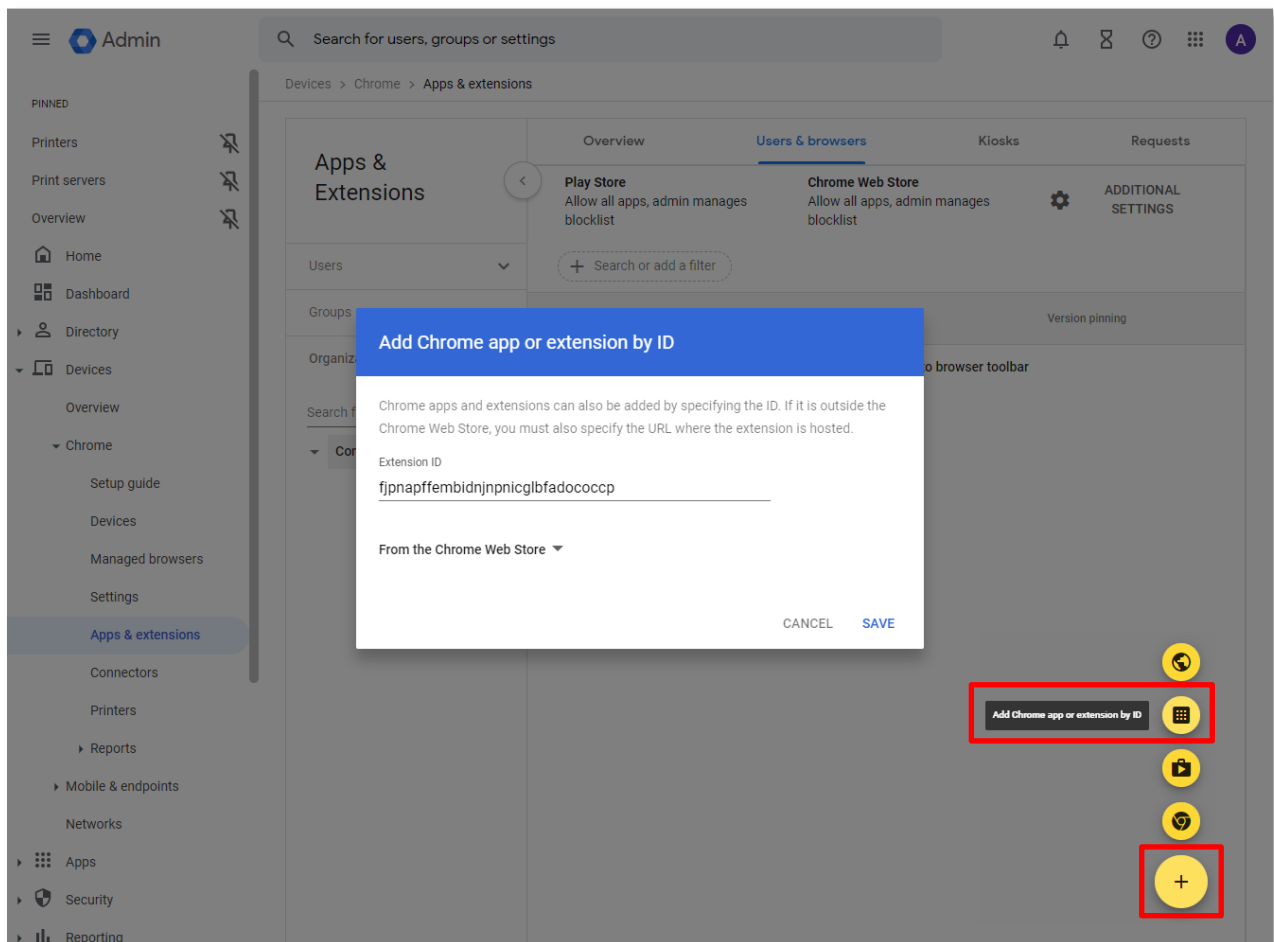 Admin
Search for users, groups or settings
A
Devices > Chrome > Apps & extensions
PINNED
Printers
Print servers
Overview
Home
Dashboard
Directory
Devices
Overview
Chrome
Setup guide
Devices
Managed browsers
Settings
Apps & extensions
Connectors
Printers
Reports
Mobile & endpoints
Networks
Apps
Security
Reporting
Apps &
Extensions
Users
Groups
Overview
Users & browsers
Kiosks
Requests
Play Store
Allow all apps, admin manages
blocklist
Chrome Web Store
Allow all apps, admin manages
blocklist
ADDITIONAL
SETTINGS
Search or add a filter
Version pinning
browser toolbar
Search
Add Chrome app or extension by ID
Chrome apps and extensions can also be added by specifying the ID. If it is outside the
Chrome Web Store, you must also specify the URL where the extension is hosted.
Extension ID
fjpnapffembidnjnpnicglbfadococcp
From the Chrome Web Store
CANCEL
SAVE
Add Chrome app or extension by ID